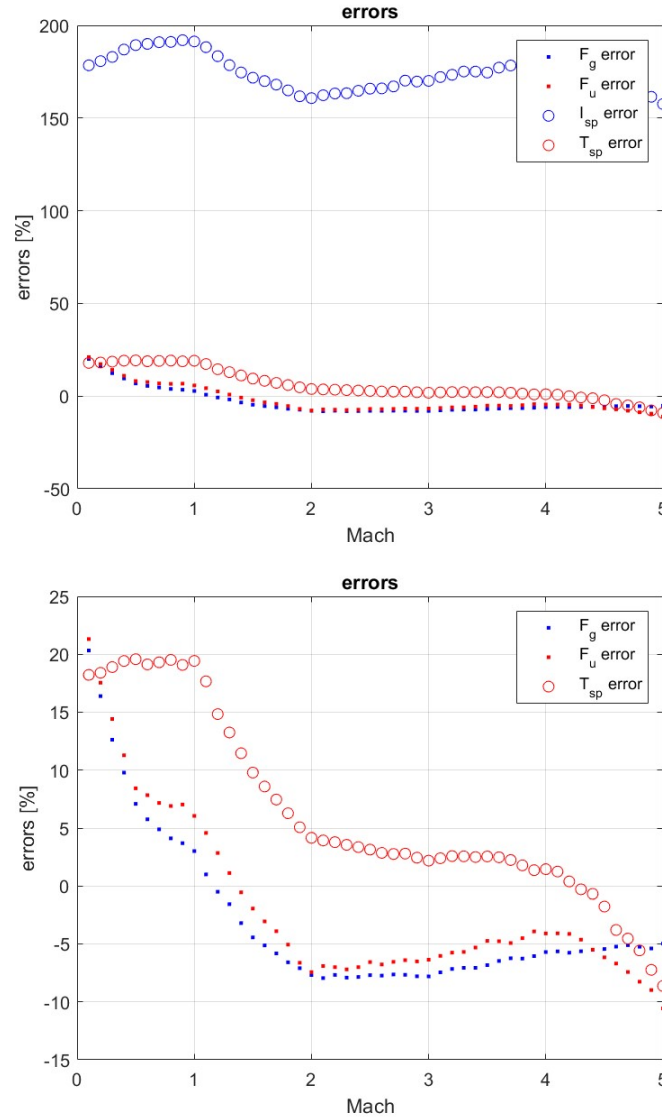 errors
200
F_g error
F_u error
I_sp error
T_sp error
150
100
50
0
-50
errors [%]
0 1 2 3 4 5
Mach
errors
25
F_g error
F_u error
T_sp error
20
15
10
5
0
-5
-10
-15
errors [%]
0 1 2 3 4 5
Mach